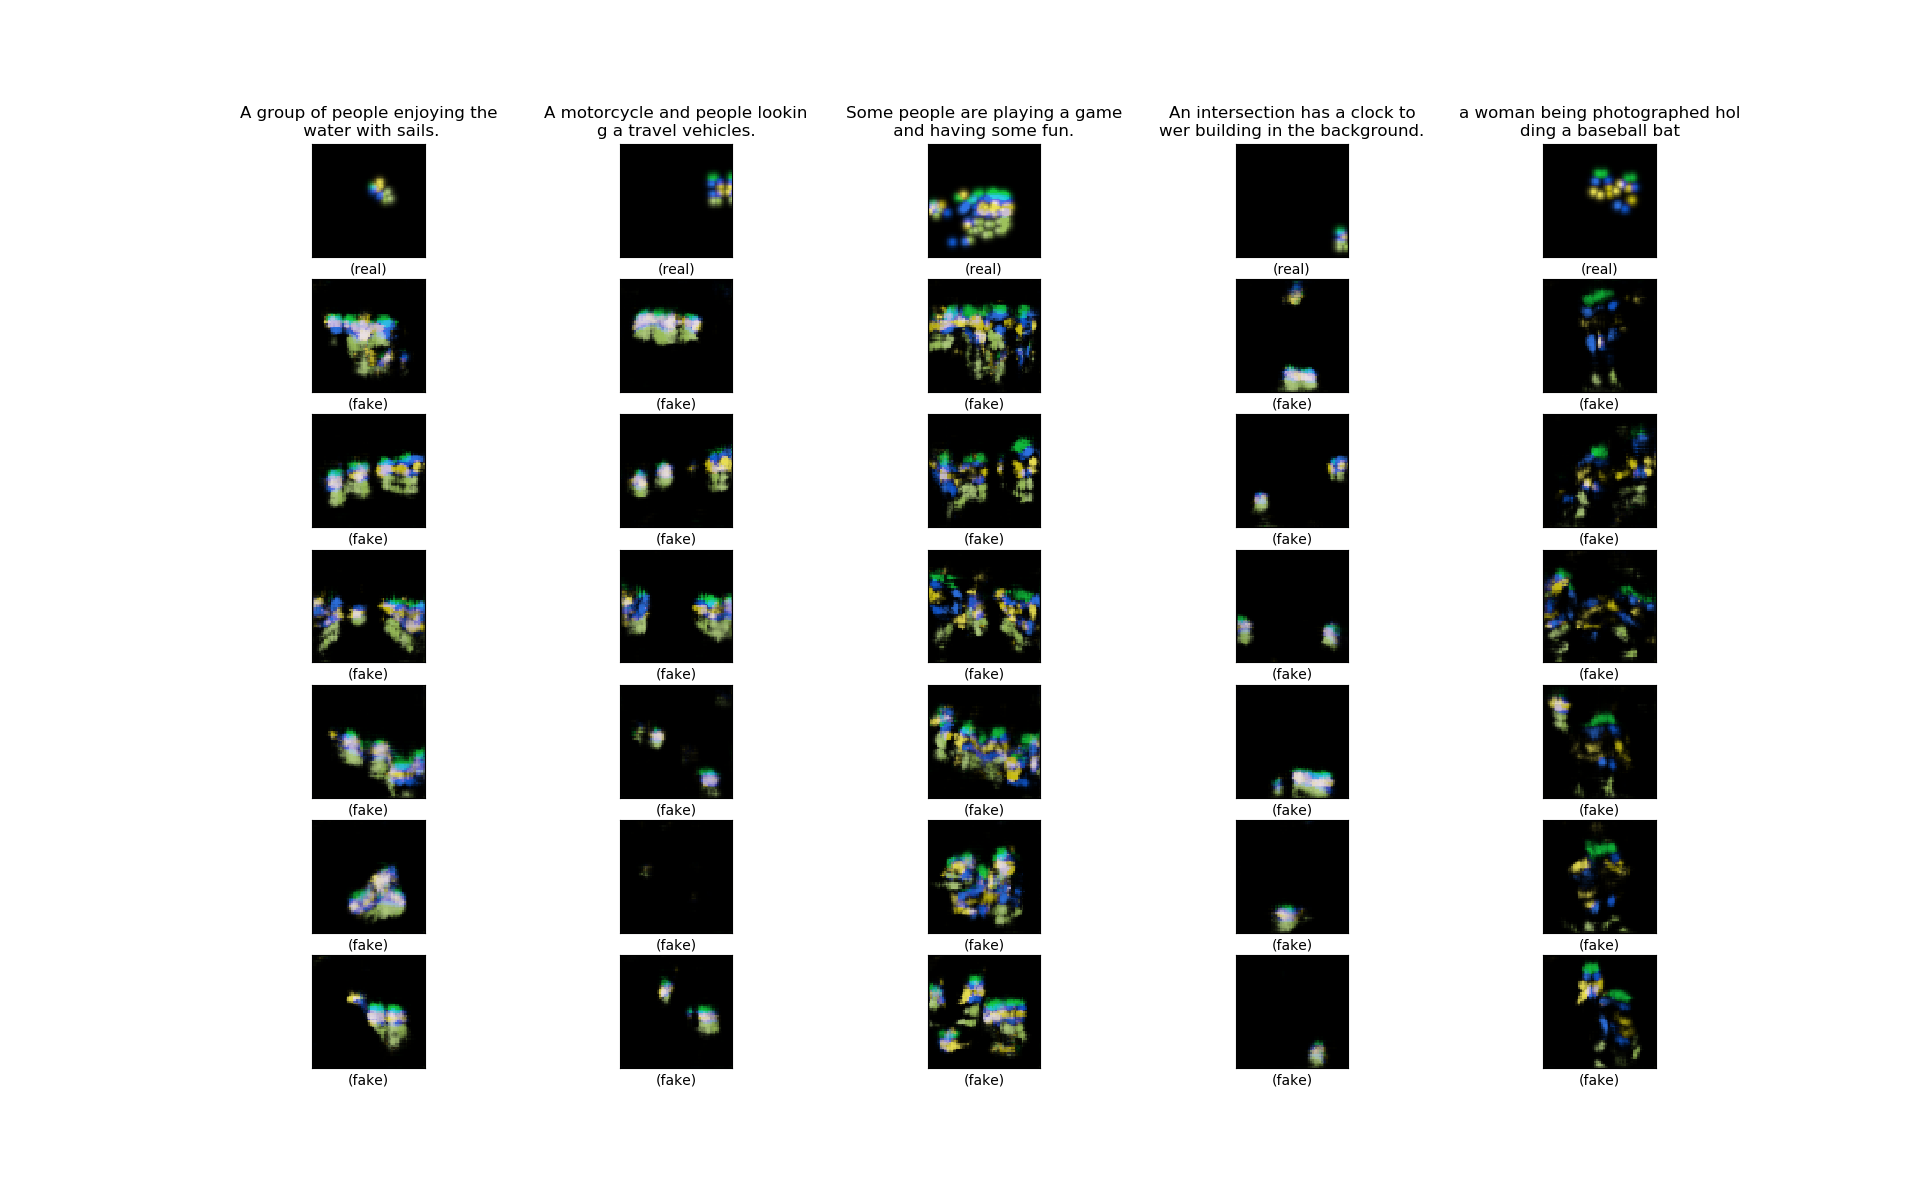 A group of people enjoying the
water with sails.
A motorcycle and people lookin
g a travel vehicles.
Some people are playing a game
and having some fun.
An intersection has a clock to
wer building in the background.
a woman being photographed hol
ding a baseball bat
(real) (real) (real) (real) (real)
(fake) (fake) (fake) (fake) (fake)
(fake) (fake) (fake) (fake) (fake)
(fake) (fake) (fake) (fake) (fake)
(fake) (fake) (fake) (fake) (fake)
(fake) (fake) (fake) (fake) (fake)
(fake) (fake) (fake) (fake) (fake)